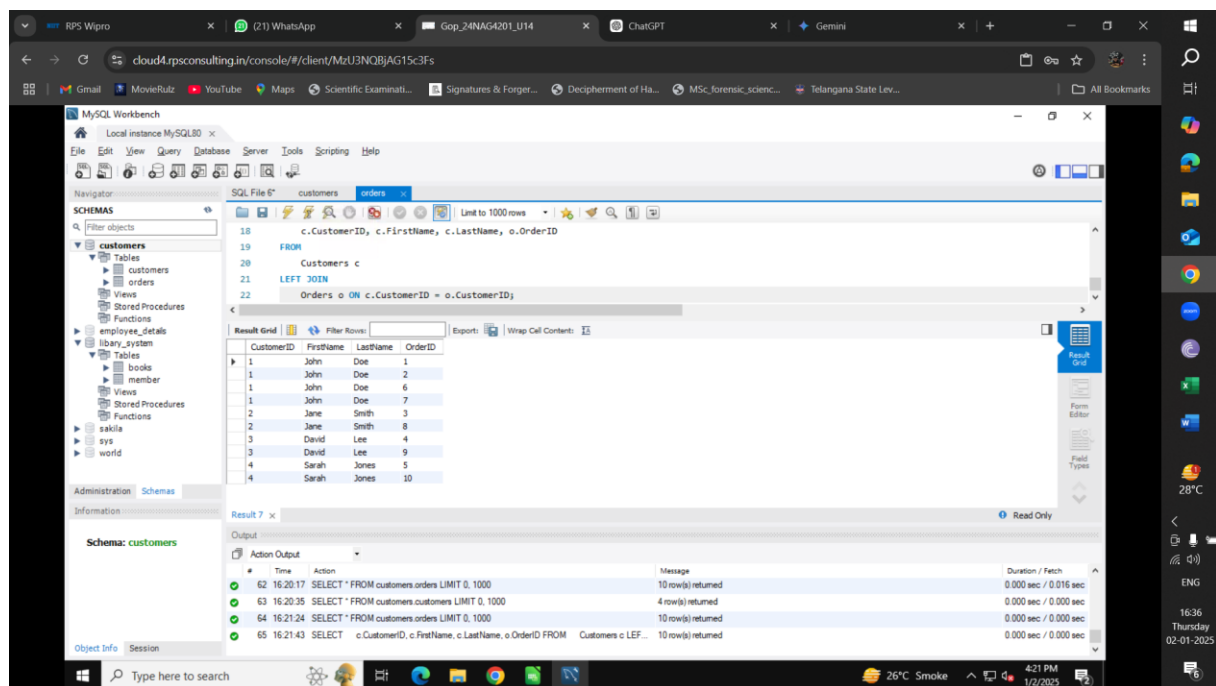 RPS Wipro
(21) WhatsApp
Gop_24NAG4201_U14
ChatGPT
Gemini
cloud4.rpsconsulting.in/console/#/client/MzU3NQBjAG15c3Fs
Gmail MovieRulz YouTube Maps Scientific Examinati... Signatures & Forger... Decipherment of Ha... MSc_forensic_scienc... Telangana State Lev... All Bookmarks
MySQL Workbench
Local instance MySQL80
File Edit View Query Database Server Tools Scripting Help
Navigator
SCHEMAS
Filter objects
customers
Tables
customers
orders
Views
Stored Procedures
Functions
employee_details
libary_system
Tables
books
member
Views
Stored Procedures
Functions
sakila
sys
world
Administration Schemas
Information
Schema: customers
Object Info Session
SQL File 6* customers orders
Limit to 1000 rows
18 c.CustomerID, c.FirstName, c.LastName, o.OrderID
19 FROM
20 Customers c
21 LEFT JOIN
22 Orders o ON c.CustomerID = o.CustomerID;
Result Grid Filter Rows: Export: Wrap Cell Content:
CustomerID FirstName LastName OrderID
1 John Doe 1
1 John Doe 2
1 John Doe 6
1 John Doe 7
2 Jane Smith 3
2 Jane Smith 8
3 David Lee 4
3 David Lee 9
4 Sarah Jones 5
4 Sarah Jones 10
Result Grid
Form Editor
Field Types
Result 7
Read Only
Output
Action Output
# Time Action Message Duration / Fetch
62 16:20:17 SELECT * FROM customers.orders LIMIT 0, 1000 10 row(s) returned 0.000 sec / 0.016 sec
63 16:20:35 SELECT * FROM customers.customers LIMIT 0, 1000 4 row(s) returned 0.000 sec / 0.000 sec
64 16:21:24 SELECT * FROM customers.orders LIMIT 0, 1000 10 row(s) returned 0.000 sec / 0.000 sec
65 16:21:43 SELECT c.CustomerID, c.FirstName, c.LastName, o.OrderID FROM Customers c LEF... 10 row(s) returned 0.000 sec / 0.000 sec
Type here to search
26°C Smoke
4:21 PM
1/2/2025
2
zoom
28°C
ENG
16:36
Thursday
02-01-2025
6